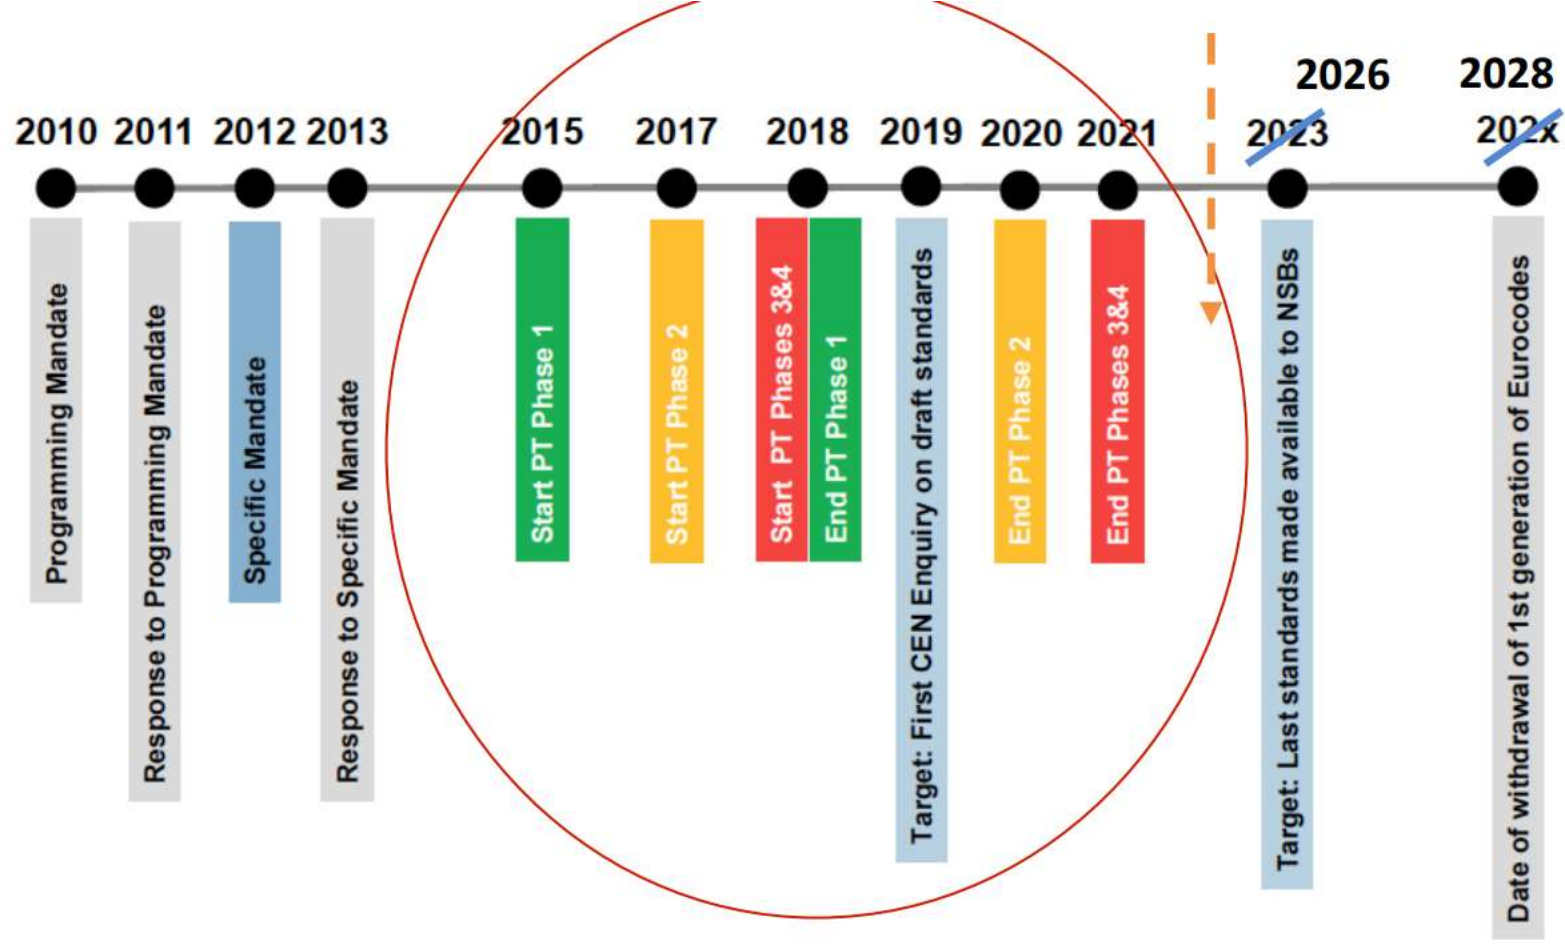 2026
2028
2010
2011
2012
2013
2015
2017
2018
2019
2020
2021
2023
202x
Programming Mandate
Response to Programming Mandate
Specific Mandate
Response to Specific Mandate
Start PT Phase 1
Start PT Phase 2
Start PT Phases 3&4
End PT Phase 1
Target: First CEN Enquiry on draft standards
End PT Phase 2
End PT Phases 3&4
Target: Last standards made available to NSBs
Date of withdrawal of 1st generation of Eurocodes